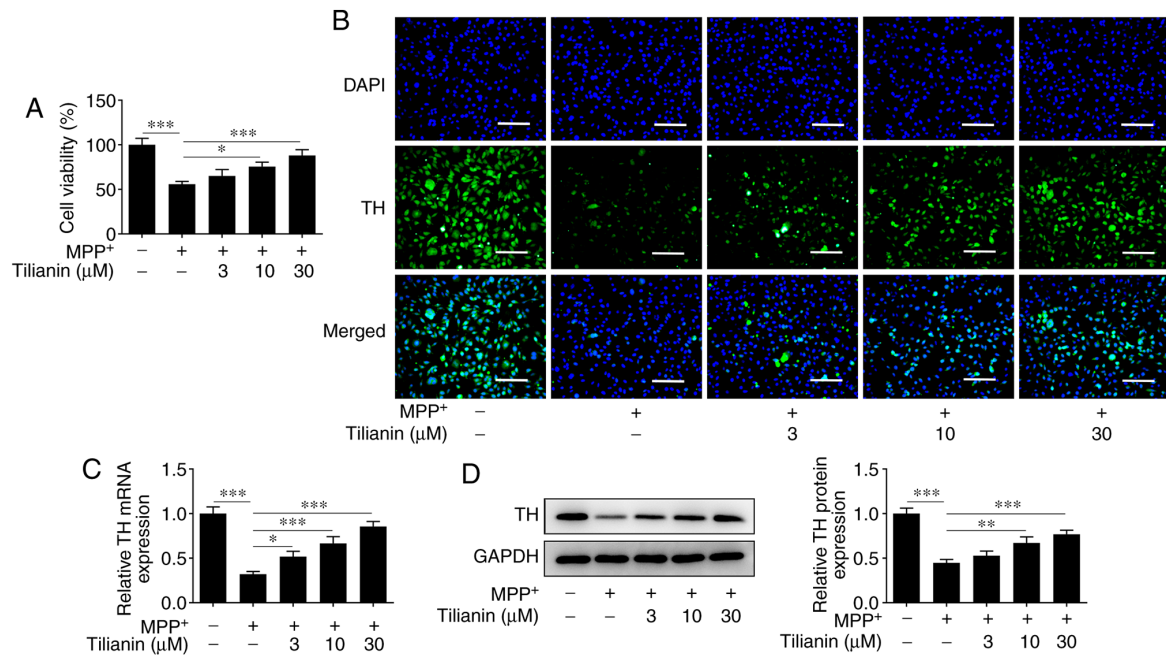 A
Cell viability (%)
150
100
50
0
***
***
*
MPP⁺ – + + + +
Tilianin (μM) – – 3 10 30
B
DAPI
TH
Merged
MPP⁺ – + + + +
Tilianin (μM) – – 3 10 30
C
Relative TH mRNA
expression
1.5
1.0
0.5
0.0
***
***
***
*
MPP⁺ – + + + +
Tilianin (μM) – – 3 10 30
D
TH
GAPDH
MPP⁺ – + + + +
Tilianin (μM) – – 3 10 30
Relative TH protein
expression
1.5
1.0
0.5
0.0
***
***
**
MPP⁺ – + + + +
Tilianin (μM) – – 3 10 30